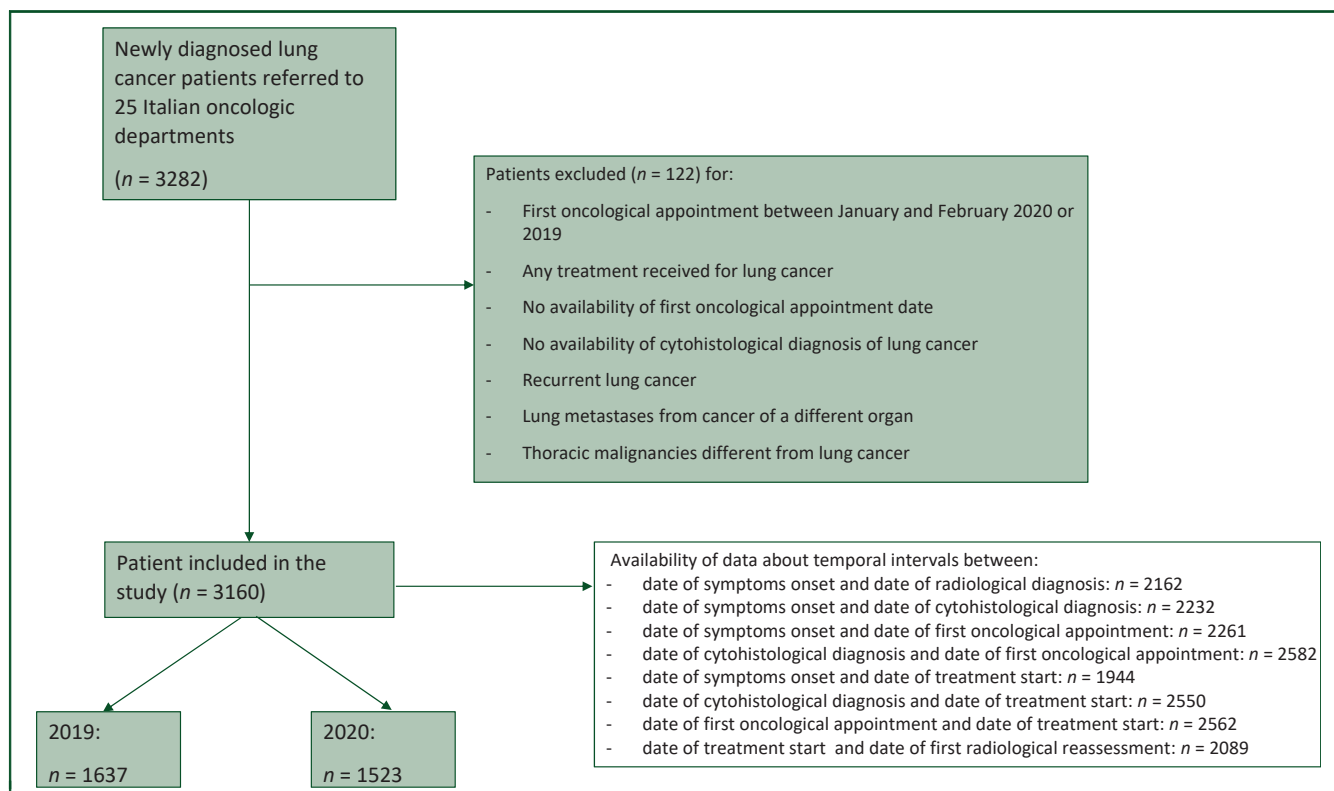 Newly diagnosed lung
cancer patients referred to
25 Italian oncologic
departments
(n = 3282)
Patients excluded (n = 122) for:
- First oncological appointment between January and February 2020 or
2019
- Any treatment received for lung cancer
- No availability of first oncological appointment date
- No availability of cytohistological diagnosis of lung cancer
- Recurrent lung cancer
- Lung metastases from cancer of a different organ
- Thoracic malignancies different from lung cancer
Patient included in the
study (n = 3160)
Availability of data about temporal intervals between:
- date of symptoms onset and date of radiological diagnosis: n = 2162
- date of symptoms onset and date of cytohistological diagnosis: n = 2232
- date of symptoms onset and date of first oncological appointment: n = 2261
- date of cytohistological diagnosis and date of first oncological appointment: n = 2582
- date of symptoms onset and date of treatment start: n = 1944
- date of cytohistological diagnosis and date of treatment start: n = 2550
- date of first oncological appointment and date of treatment start: n = 2562
- date of treatment start and date of first radiological reassessment: n = 2089
2019:
n = 1637
2020:
n = 1523